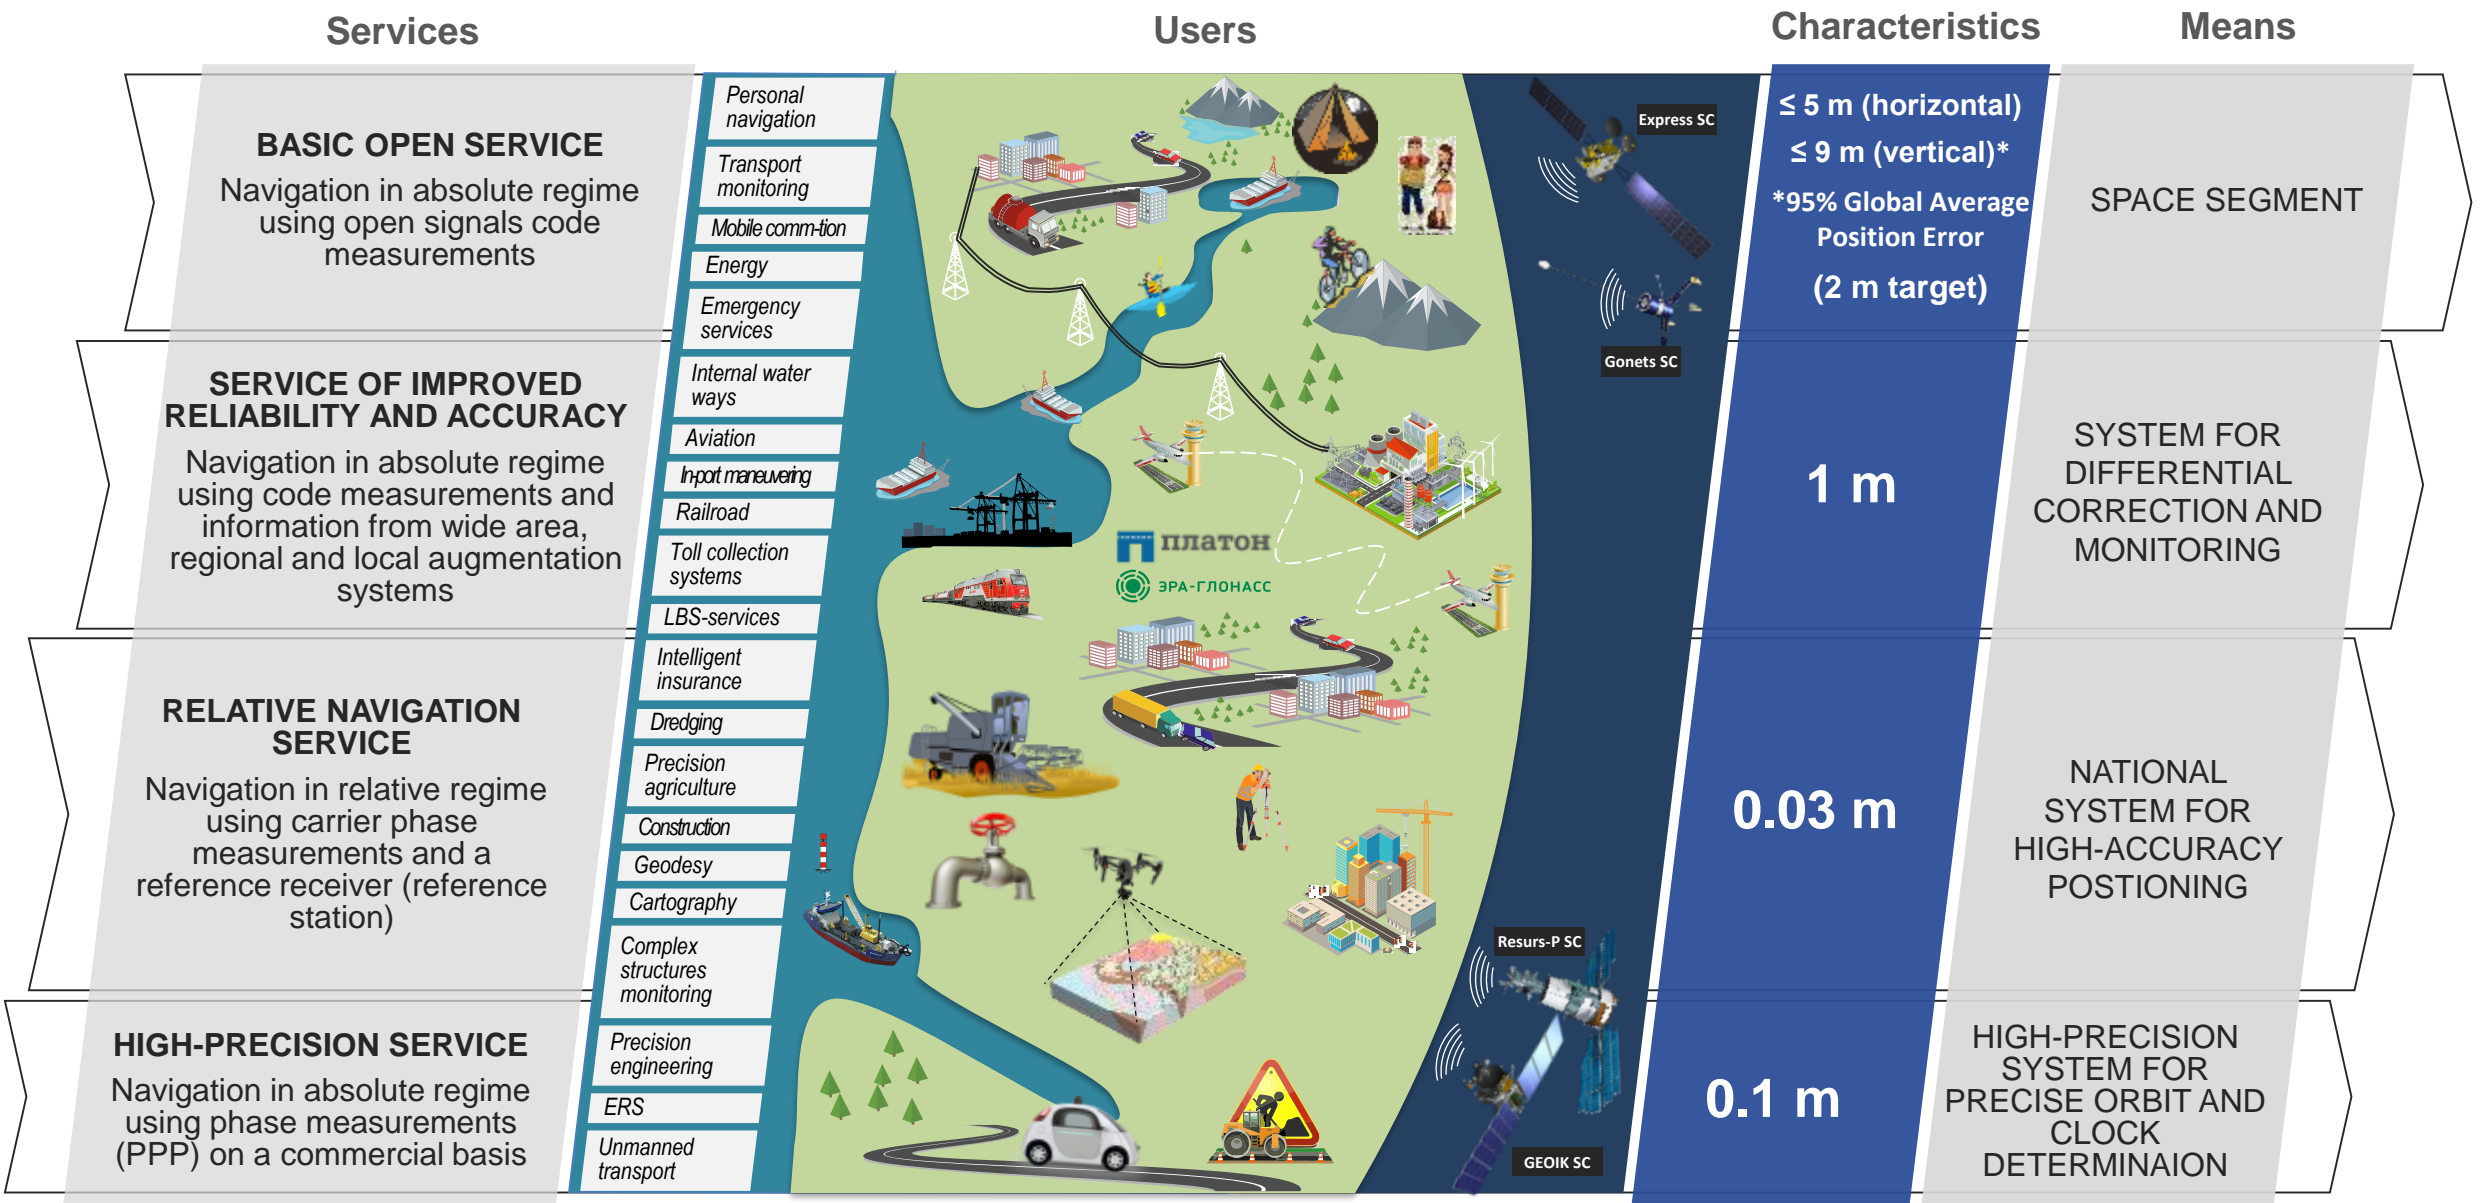 Services
Users
Characteristics
Means
BASIC OPEN SERVICE
Navigation in absolute regime
using open signals code
measurements
SERVICE OF IMPROVED
RELIABILITY AND ACCURACY
Navigation in absolute regime
using code measurements and
information from wide area,
regional and local augmentation
systems
RELATIVE NAVIGATION
SERVICE
Navigation in relative regime
using carrier phase
measurements and a
reference receiver (reference
station)
HIGH-PRECISION SERVICE
Navigation in absolute regime
using phase measurements
(PPP) on a commercial basis
Personal
navigation
Transport
monitoring
Mobile comm-tion
Energy
Emergency
services
Internal water
ways
Aviation
In-port maneuvering
Railroad
Toll collection
systems
LBS-services
Intelligent
insurance
Dredging
Precision
agriculture
Construction
Geodesy
Cartography
Complex
structures
monitoring
Precision
engineering
ERS
Unmanned
transport
платон
ЭРА-ГЛОНАСС
Express SC
Gonets SC
Resurs-P SC
GEOIK SC
≤ 5 m (horizontal)
≤ 9 m (vertical)*
*95% Global Average
Position Error
(2 m target)
1 m
0.03 m
0.1 m
SPACE SEGMENT
SYSTEM FOR
DIFFERENTIAL
CORRECTION AND
MONITORING
NATIONAL
SYSTEM FOR
HIGH-ACCURACY
POSTIONING
HIGH-PRECISION
SYSTEM FOR
PRECISE ORBIT AND
CLOCK
DETERMINAION